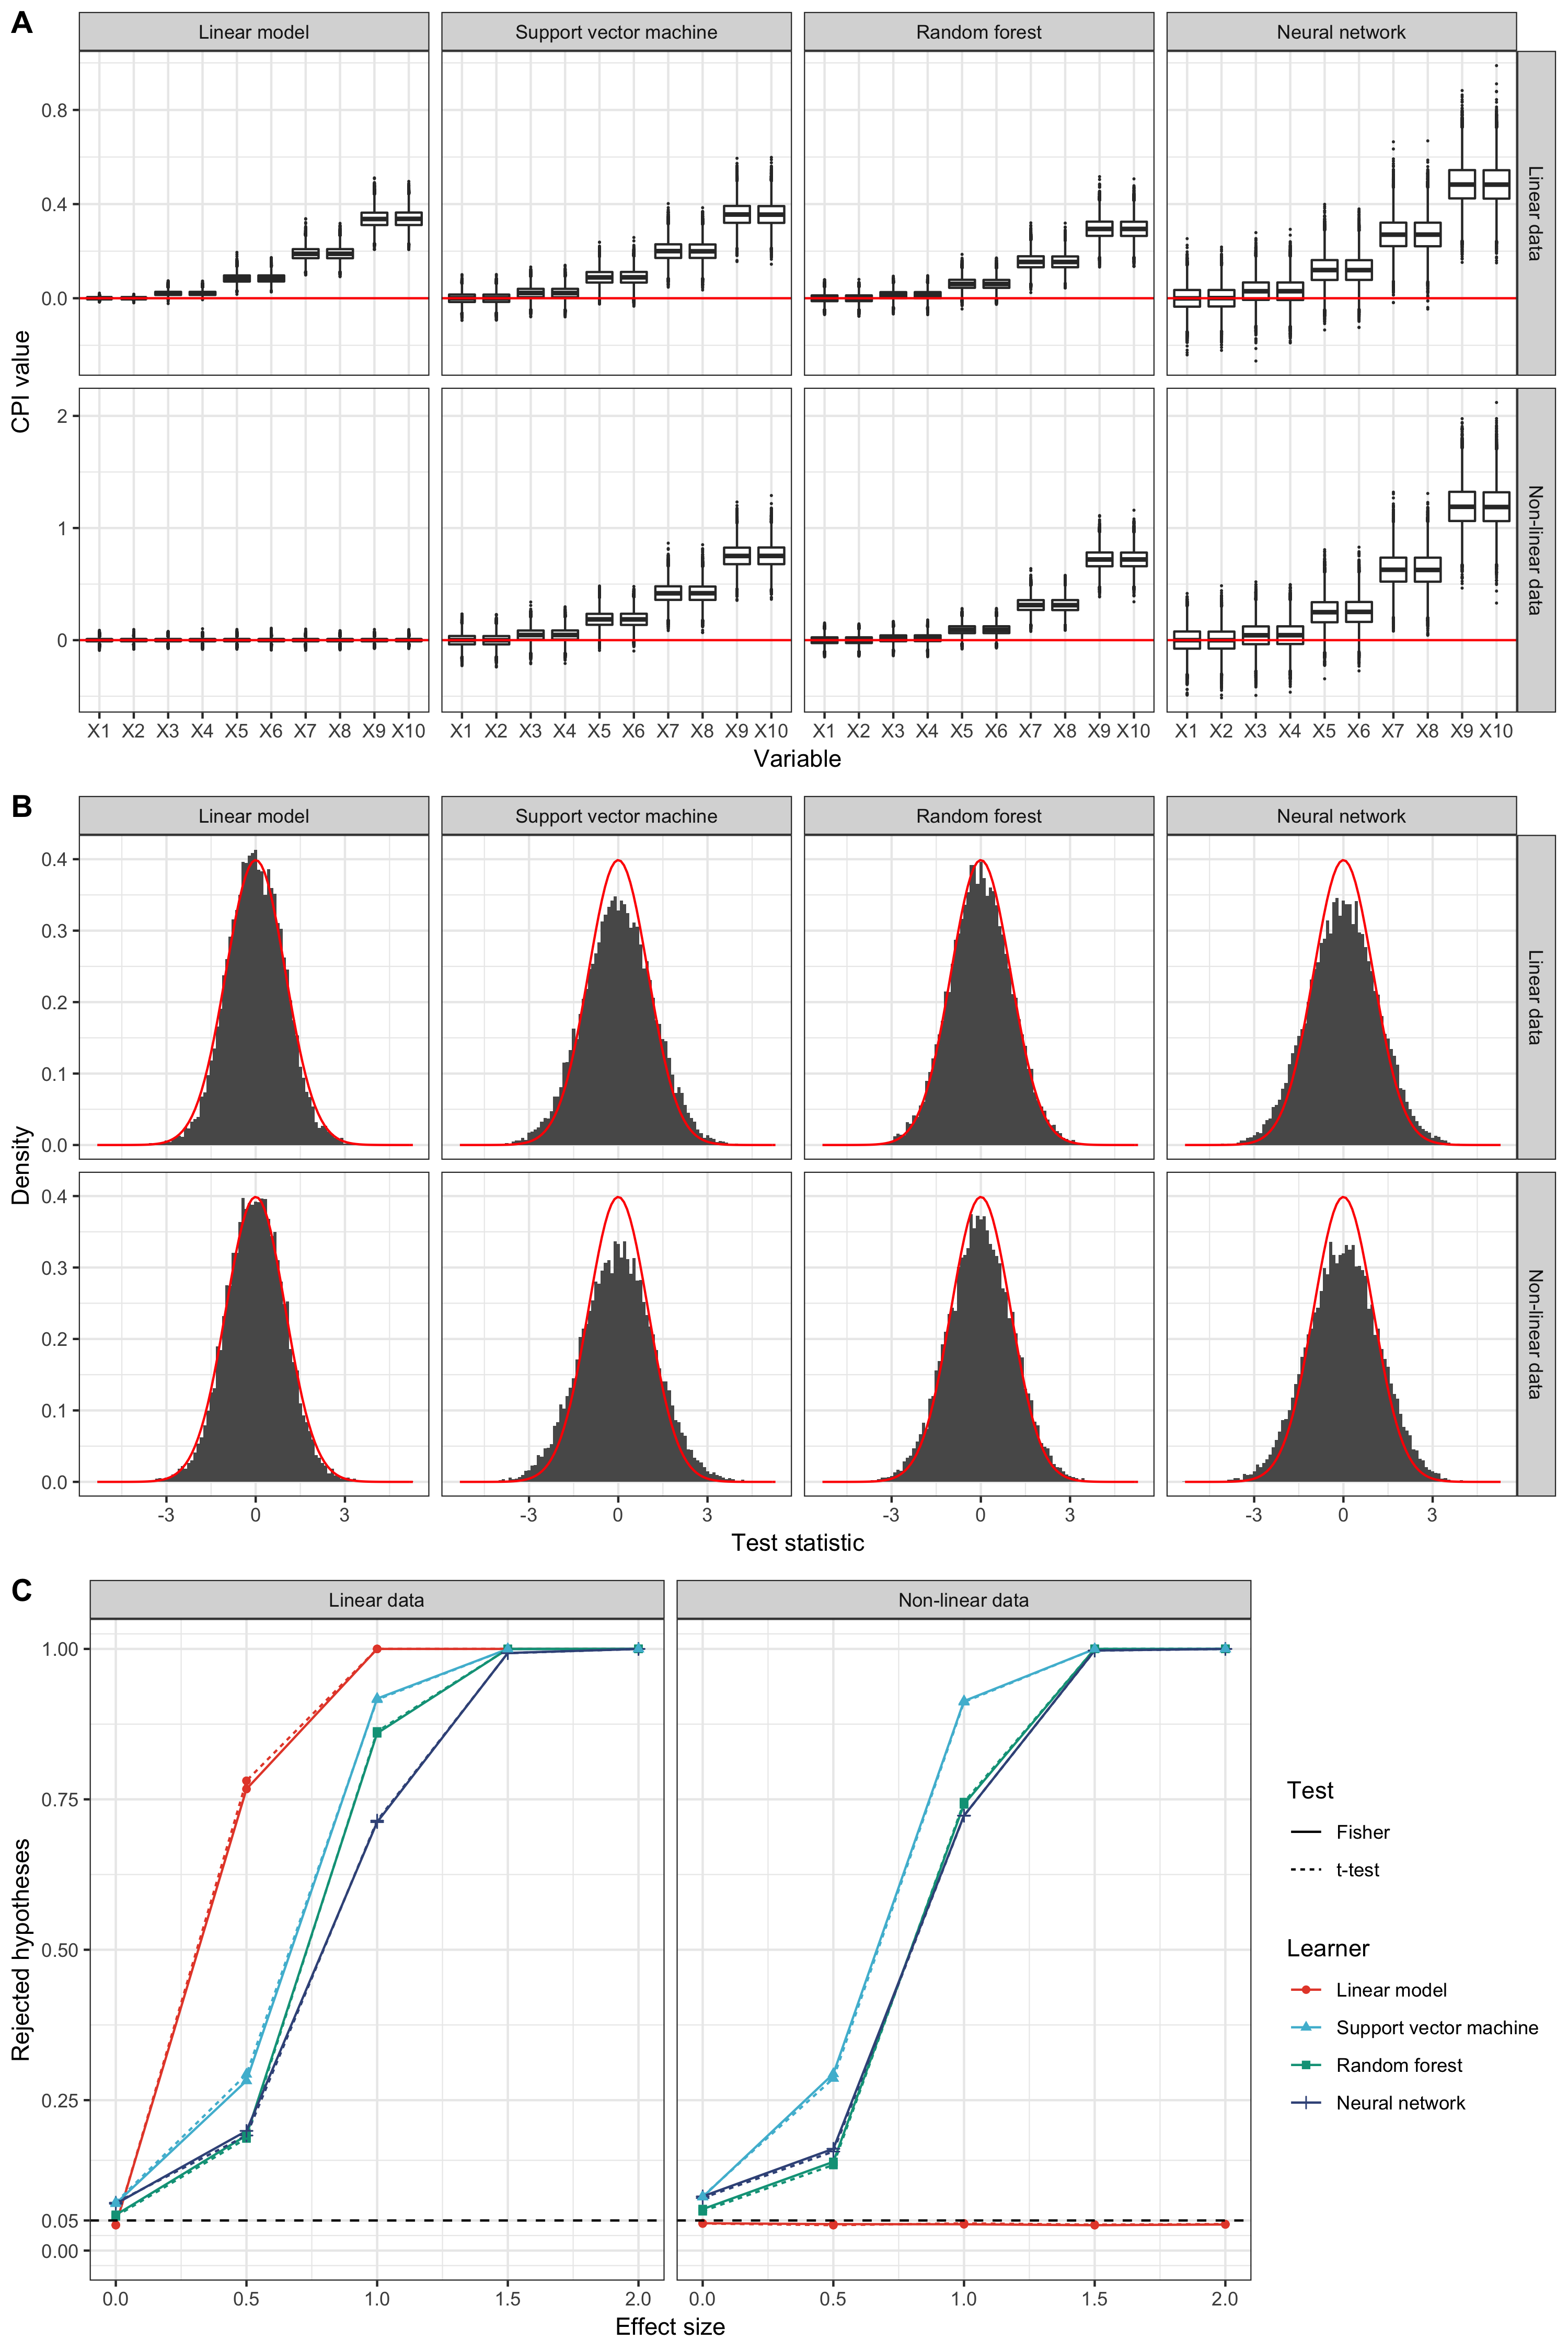 A
Linear model Support vector machine Random forest Neural network
0.8
0.4
0.0
Linear data
CPI value
2
1
0
Non-linear data
X1 X2 X3 X4 X5 X6 X7 X8 X9 X10 X1 X2 X3 X4 X5 X6 X7 X8 X9 X10 X1 X2 X3 X4 X5 X6 X7 X8 X9 X10 X1 X2 X3 X4 X5 X6 X7 X8 X9 X10
Variable
B
Linear model Support vector machine Random forest Neural network
0.4
0.3
0.2
0.1
0.0
Linear data
Density
0.4
0.3
0.2
0.1
0.0
Non-linear data
-3 0 3 -3 0 3 -3 0 3 -3 0 3
Test statistic
C
Linear data Non-linear data
1.00
0.75
0.50
0.25
0.05
0.00
Rejected hypotheses
0.0 0.5 1.0 1.5 2.0 0.0 0.5 1.0 1.5 2.0
Effect size
Test
Fisher
t-test
Learner
Linear model
Support vector machine
Random forest
Neural network